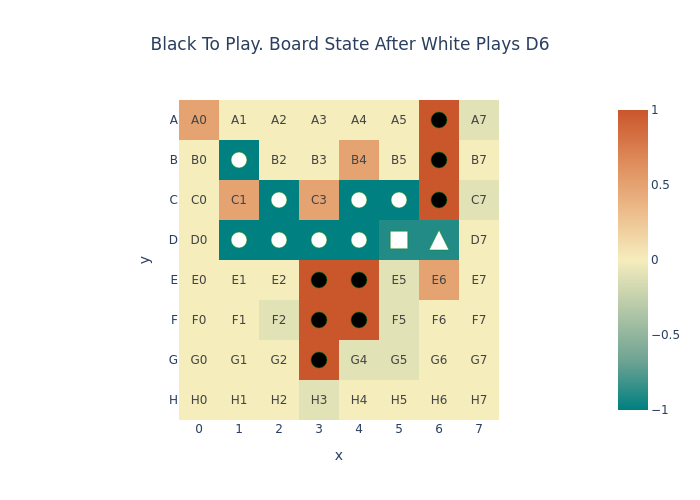 Black To Play. Board State After White Plays D6
A A0 A1 A2 A3 A4 A5 A7
B B0 B2 B3 B4 B5 B7
C C0 C1 C3 C7
D D0 D7
E E0 E1 E2 E5 E6 E7
F F0 F1 F2 F5 F6 F7
G G0 G1 G2 G4 G5 G6 G7
H H0 H1 H2 H3 H4 H5 H6 H7
0 1 2 3 4 5 6 7
x
y
1
0.5
0
−0.5
−1